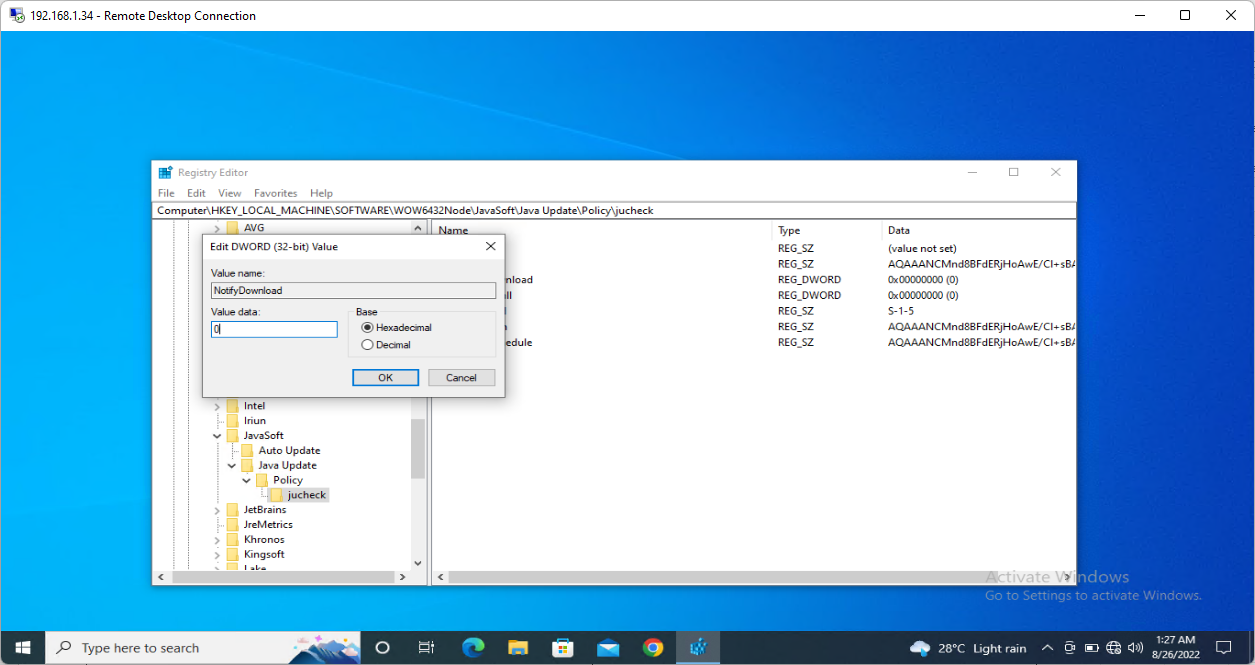 192.168.1.34 - Remote Desktop Connection
Registry Editor
File Edit View Favorites Help
Computer\HKEY_LOCAL_MACHINE\SOFTWARE\WOW6432Node\JavaSoft\Java Update\Policy\jucheck
AVG
Name Type Data
REG_SZ (value not set)
REG_SZ AQAAANCMnd8BFdERjHoAwE/Cl+sBA
nload REG_DWORD 0x00000000 (0)
ll REG_DWORD 0x00000000 (0)
REG_SZ S-1-5
REG_SZ AQAAANCMnd8BFdERjHoAwE/Cl+sBA
edule REG_SZ AQAAANCMnd8BFdERjHoAwE/Cl+sBA
Edit DWORD (32-bit) Value
Value name:
NotifyDownload
Value data:
0
Base
Hexadecimal
Decimal
OK Cancel
Intel
Iriun
JavaSoft
Auto Update
Java Update
Policy
jucheck
JetBrains
JreMetrics
Khronos
Kingsoft
Lake
Activate Windows
Go to Settings to activate Windows.
Type here to search
28°C Light rain
1:27 AM
8/26/2022